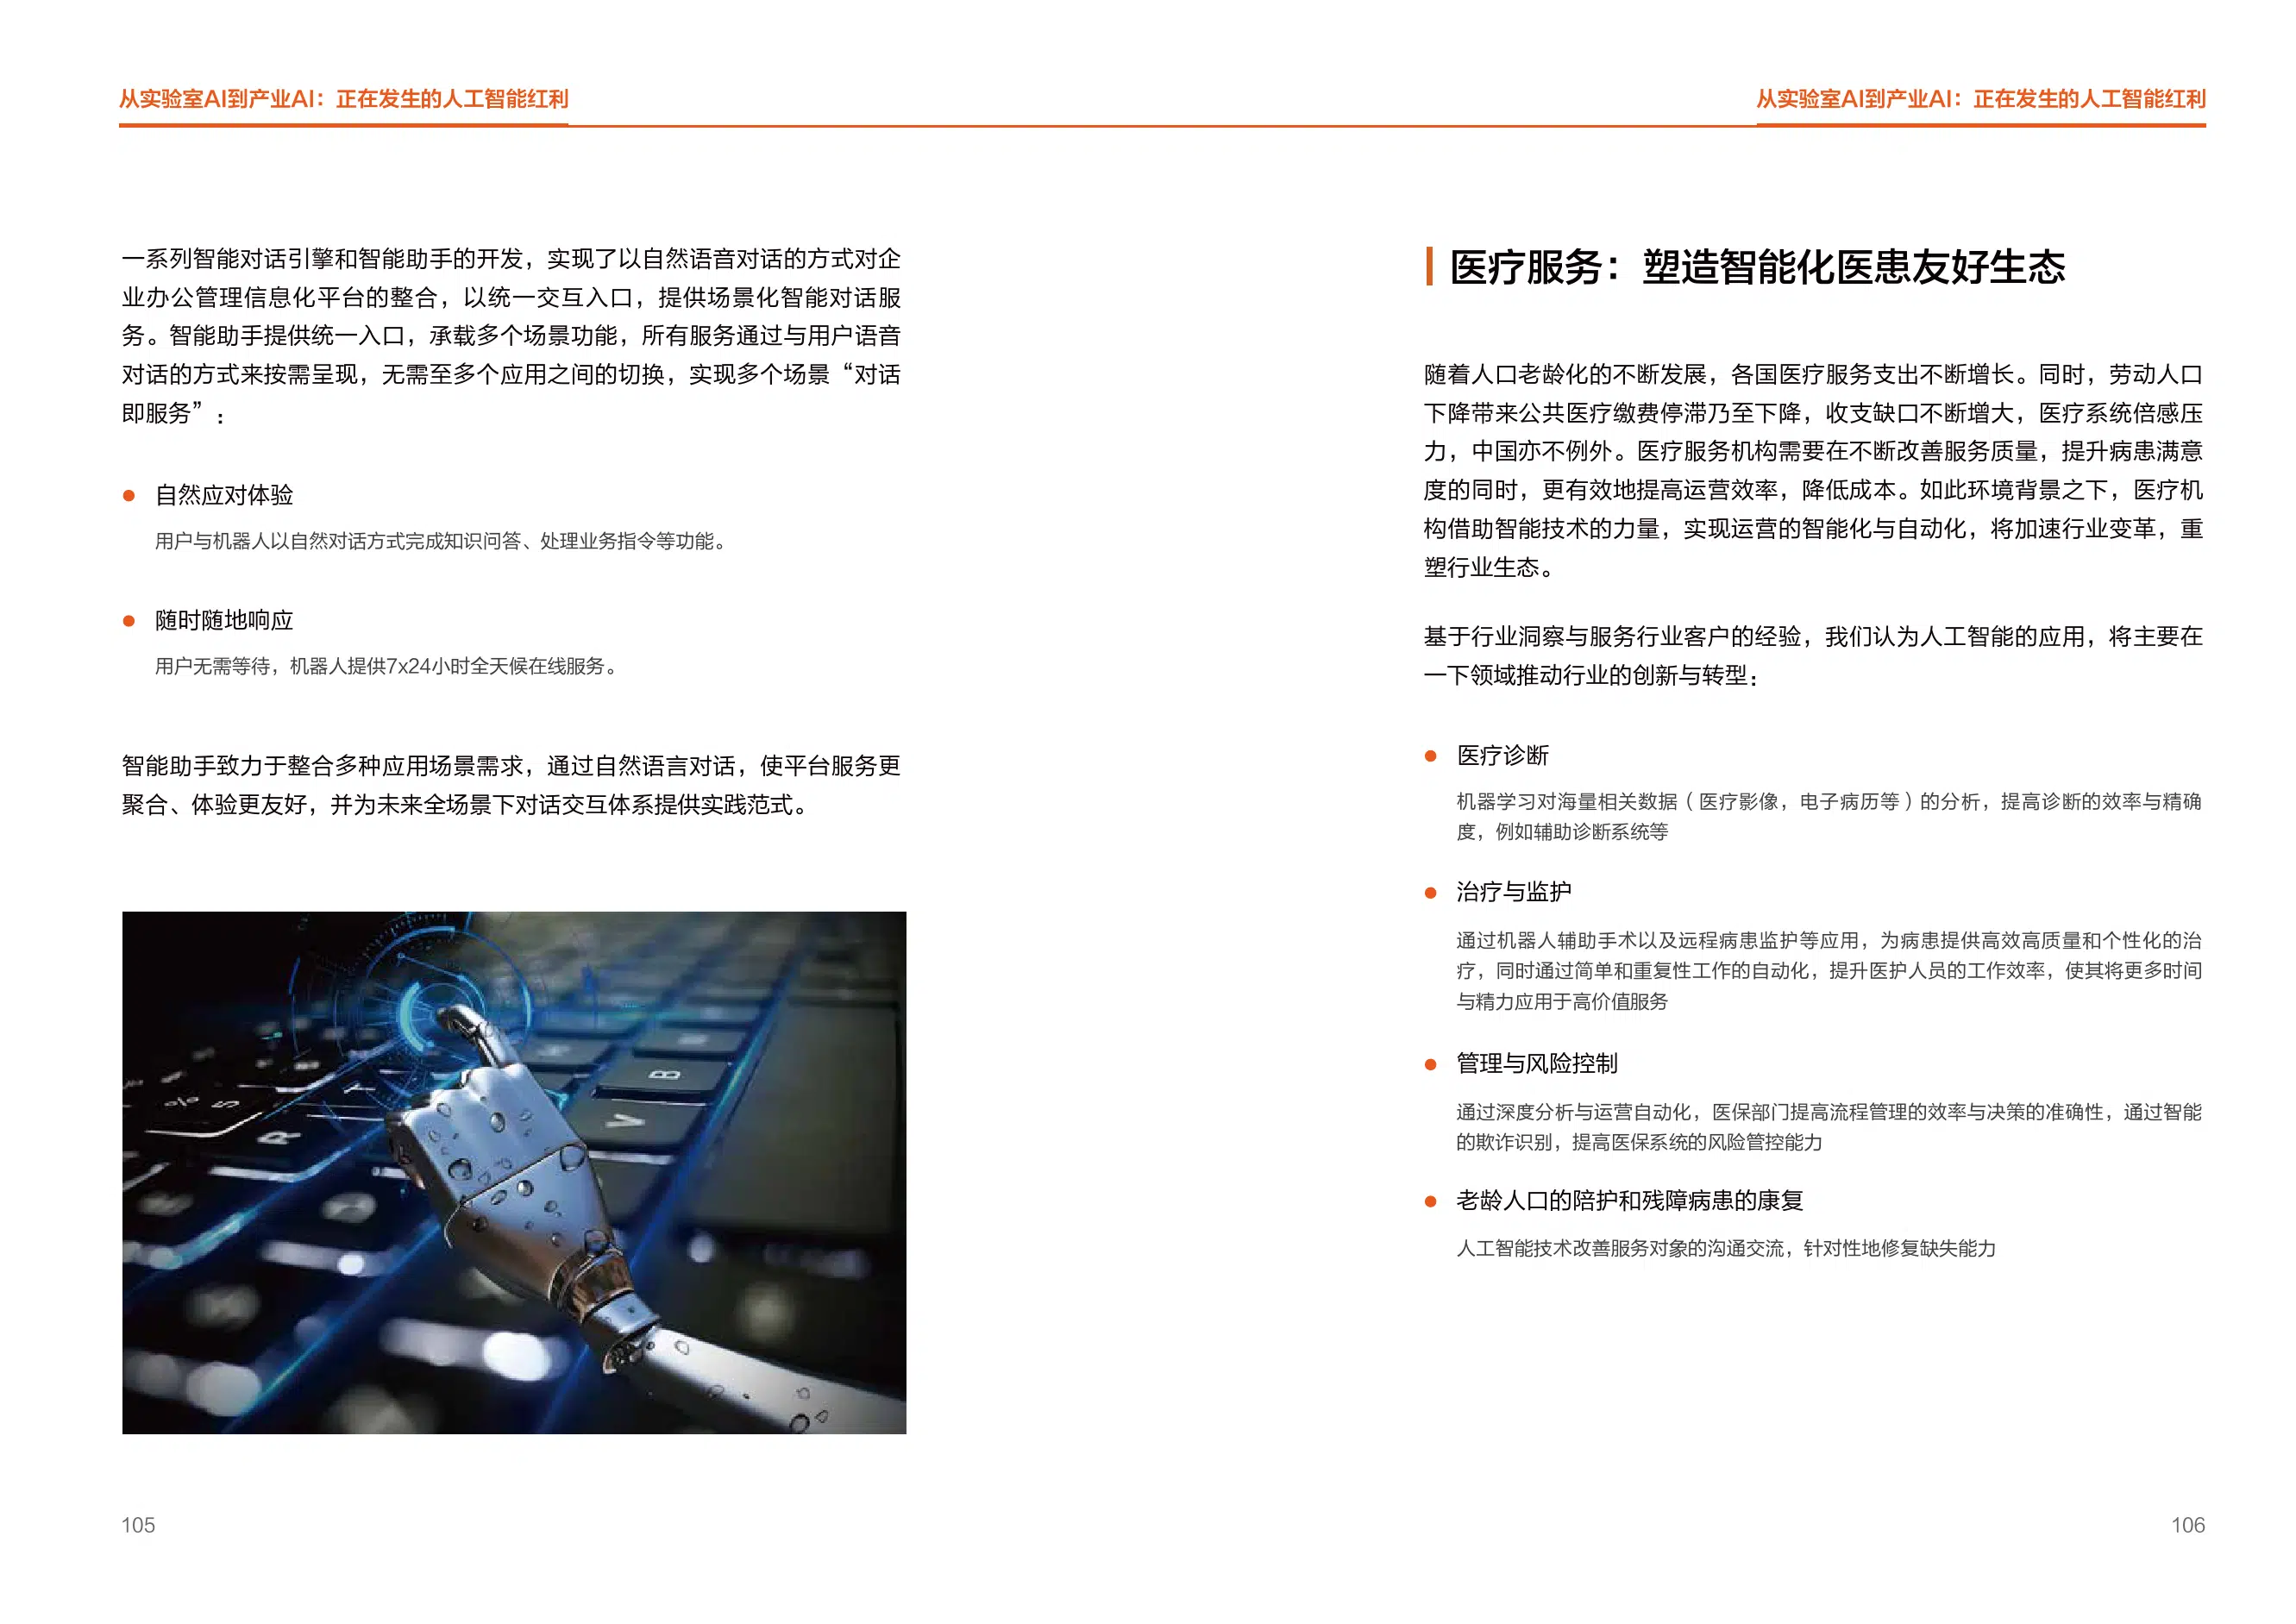 从实验室AI到产业AI：正在发生的人工智能红利
一系列智能对话引擎和智能助手的开发，实现了以自然语音对话的方式对企
业办公管理信息化平台的整合，以统一交互入口，提供场景化智能对话服
务。智能助手提供统一入口，承载多个场景功能，所有服务通过与用户语音
对话的方式来按需呈现，无需至多个应用之间的切换，实现多个场景“对话
即服务”：
● 自然应对体验
用户与机器人以自然对话方式完成知识问答、处理业务指令等功能。
● 随时随地响应
用户无需等待，机器人提供7x24小时全天候在线服务。
智能助手致力于整合多种应用场景需求，通过自然语言对话，使平台服务更
聚合、体验更友好，并为未来全场景下对话交互体系提供实践范式。
% 5
R
T
V
B
105
从实验室AI到产业AI：正在发生的人工智能红利
医疗服务：塑造智能化医患友好生态
随着人口老龄化的不断发展，各国医疗服务支出不断增长。同时，劳动人口
下降带来公共医疗缴费停滞乃至下降，收支缺口不断增大，医疗系统倍感压
力，中国亦不例外。医疗服务机构需要在不断改善服务质量，提升病患满意
度的同时，更有效地提高运营效率，降低成本。如此环境背景之下，医疗机
构借助智能技术的力量，实现运营的智能化与自动化，将加速行业变革，重
塑行业生态。
基于行业洞察与服务行业客户的经验，我们认为人工智能的应用，将主要在
一下领域推动行业的创新与转型：
● 医疗诊断
机器学习对海量相关数据（医疗影像，电子病历等）的分析，提高诊断的效率与精确
度，例如辅助诊断系统等
● 治疗与监护
通过机器人辅助手术以及远程病患监护等应用，为病患提供高效高质量和个性化的治
疗，同时通过简单和重复性工作的自动化，提升医护人员的工作效率，使其将更多时间
与精力应用于高价值服务
● 管理与风险控制
通过深度分析与运营自动化，医保部门提高流程管理的效率与决策的准确性，通过智能
的欺诈识别，提高医保系统的风险管控能力
● 老龄人口的陪护和残障病患的康复
人工智能技术改善服务对象的沟通交流，针对性地修复缺失能力
106